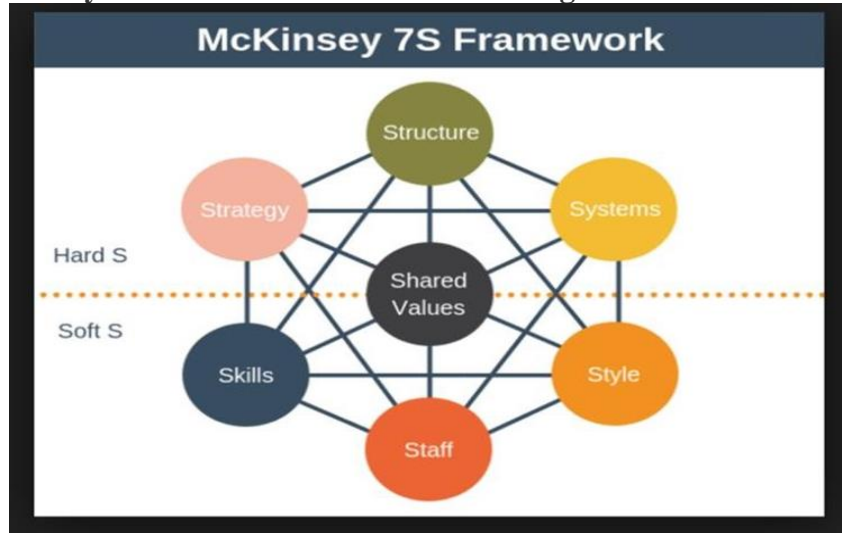 McKinsey 7S Framework
Structure
Strategy
Systems
Hard S
Shared
Values
Soft S
Skills
Style
Staff